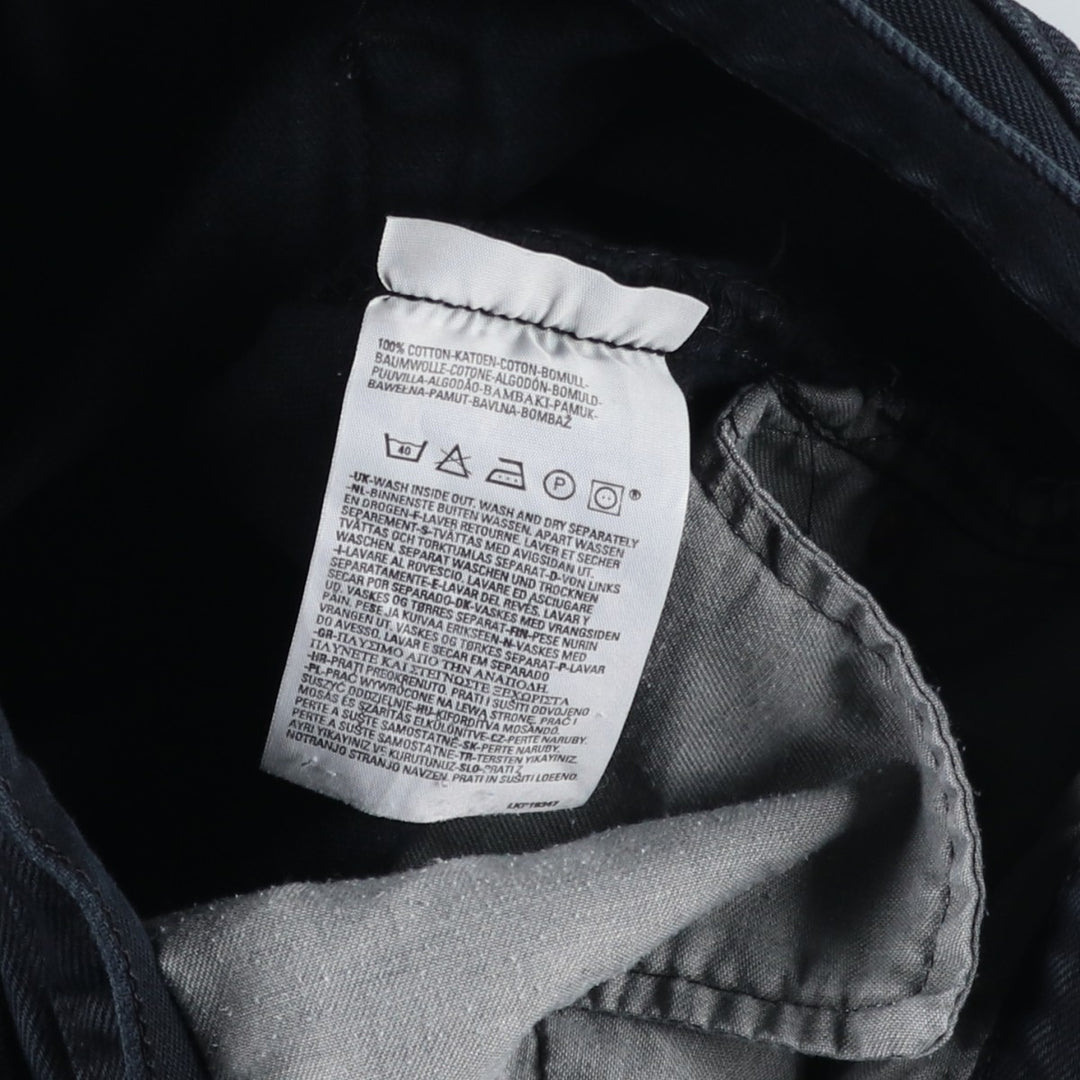 100% COTTON-KATOEN-COTON-BOMULL-
BAUMWOLLE-COTONE-ALGODÓN-BOMULD-
PUUVILLA-ALGODÃO-ΒΑΜΒΑΚΙ-PAMUK-
BAWEŁNA-PAMUT-BAVLNA-BOMBAŽ
40 P ®
-UK-WASH INSIDE OUT. WASH AND DRY SEPARATELY
-NL-BINNENSTE BUITEN WASSEN, APART WASSEN
EN DROGEN-F-LAVER RETOURNE. LAVER ET SECHER
SEPAREMENT-S-TVÄTTAS MED AVIGSIDAN UT.
TVÄTTAS OCH TORKTUMLAS SEPARAT-D-VON LINKS
WASCHEN, SEPARAT WASCHEN UND TROCKNEN
-I-LAVARE AL ROVESCIO, LAVARE ED ASCIUGARE
SEPARATAMENTE-E-LAVAR DEL REVÉS, LAVAR Y
SECAR POR SEPARADO-DK-VASKES MED VRANGSIDEN
UD. VASKES OG TØRRES SEPARAT-FIN-PESE NURIN
PÄIN. PESE JA KUIVAA ERIKSEEN-N-VASKES MED
VRANGEN UT. VASKES OG TØRKES SEPARAT-P-LAVAR
DO AVESSO. LAVAR E SECAR EM SEPARADO
-GR-ΠΛΥΣΙΜΟ ΑΠΟ ΤΗΝ ΑΝΑΠΟΔΗ.
ΠΛΥΝΕΤΕ ΚΑΙ ΣΤΕΓΝΩΣΤΕ ΞΕΧΩΡΙΣΤΑ
-HR-PRATI PREOKRENUTO. PRATI I SUŠITI ODVOJENO
-PL-PRAĆ WYWRÓCONE NA LEWĄ STRONĘ. PRAĆ I
SUSZYĆ ODDZIELNIE-HU-KIFORDÍTVA MOSANDÓ.
MOSÁS ÉS SZÁRÍTÁS ELKÜLÖNÍTVE-CZ-PERTE NARUBY.
PERTE A SUŠTE SAMOSTATNĚ-SK-PERTE NARUBY.
PERTE A SUŠTE SAMOSTATNE-TR-TERSTEN YIKAYINIZ.
AYRI YIKAYINIZ VE KURUTUNUZ-SLO-PRATI Z
NOTRANJO STRANJO NAVZEN. PRATI IN SUŠITI LOEENO.